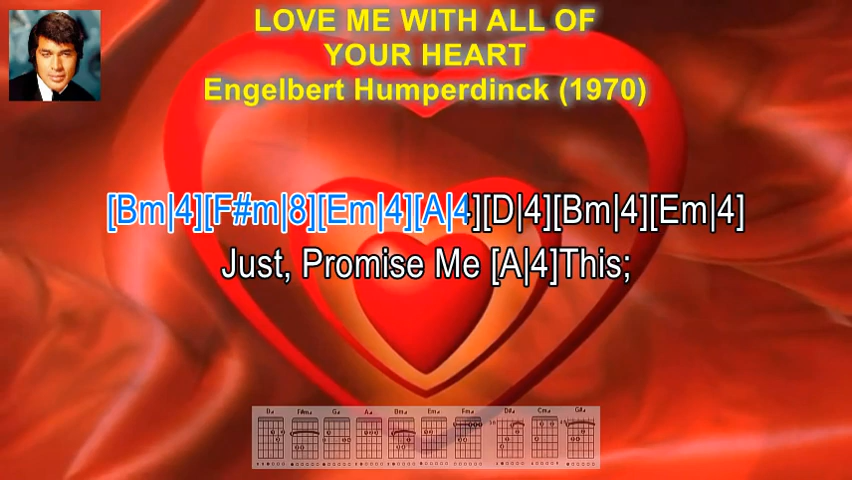 LOVE ME WITH ALL OF
YOUR HEART
Engelbert Humperdinck (1970)
[Bm|4][F#m|8][Em|4][A|4][D|4][Bm|4][Em|4]
Just, Promise Me [A|4]This;